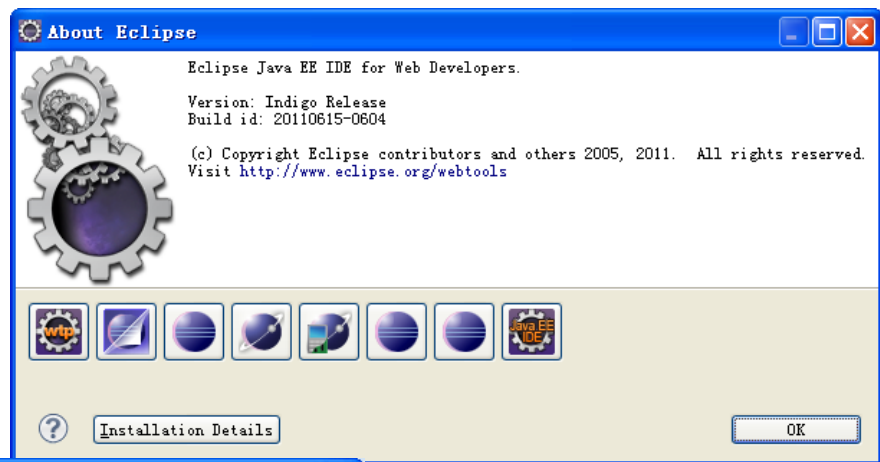 About Eclipse
Eclipse Java EE IDE for Web Developers.
Version: Indigo Release
Build id: 20110615-0604
(c) Copyright Eclipse contributors and others 2005, 2011.  All rights reserved.
Visit http://www.eclipse.org/webtools
wtp
Java EE
IDE
?
Installation Details
OK